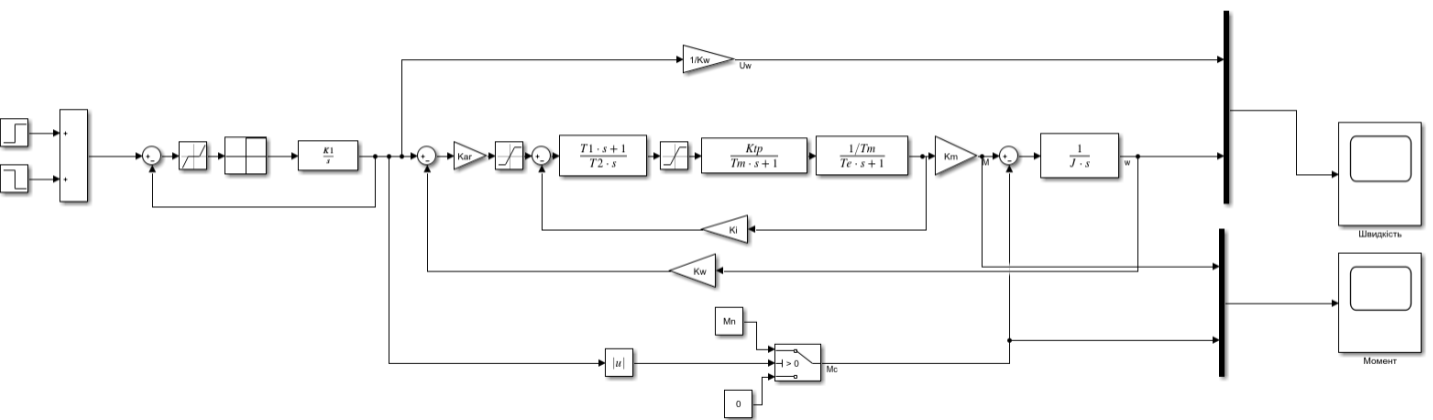 1/Kw
Uw
+
+
+
-
K1
s
+
-
Kar
+
-
T1 · s + 1
T2 · s
Ktp
Tm · s + 1
1/Tm
Te · s + 1
Km
M
+
-
1
J · s
w
Швидкість
Ki
Kw
Mn
|u|
> 0
Mc
0
Момент